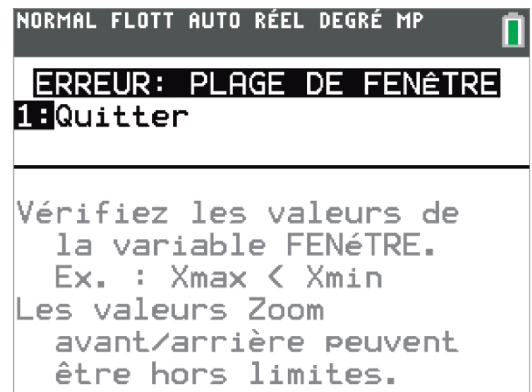 NORMAL FLOTT AUTO RÉEL DEGRÉ MP
ERREUR: PLAGE DE FENêTRE
1:Quitter
Vérifiez les valeurs de
la variable FENéTRE.
Ex. : Xmax < Xmin
Les valeurs Zoom
avant/arrière peuvent
être hors limites.